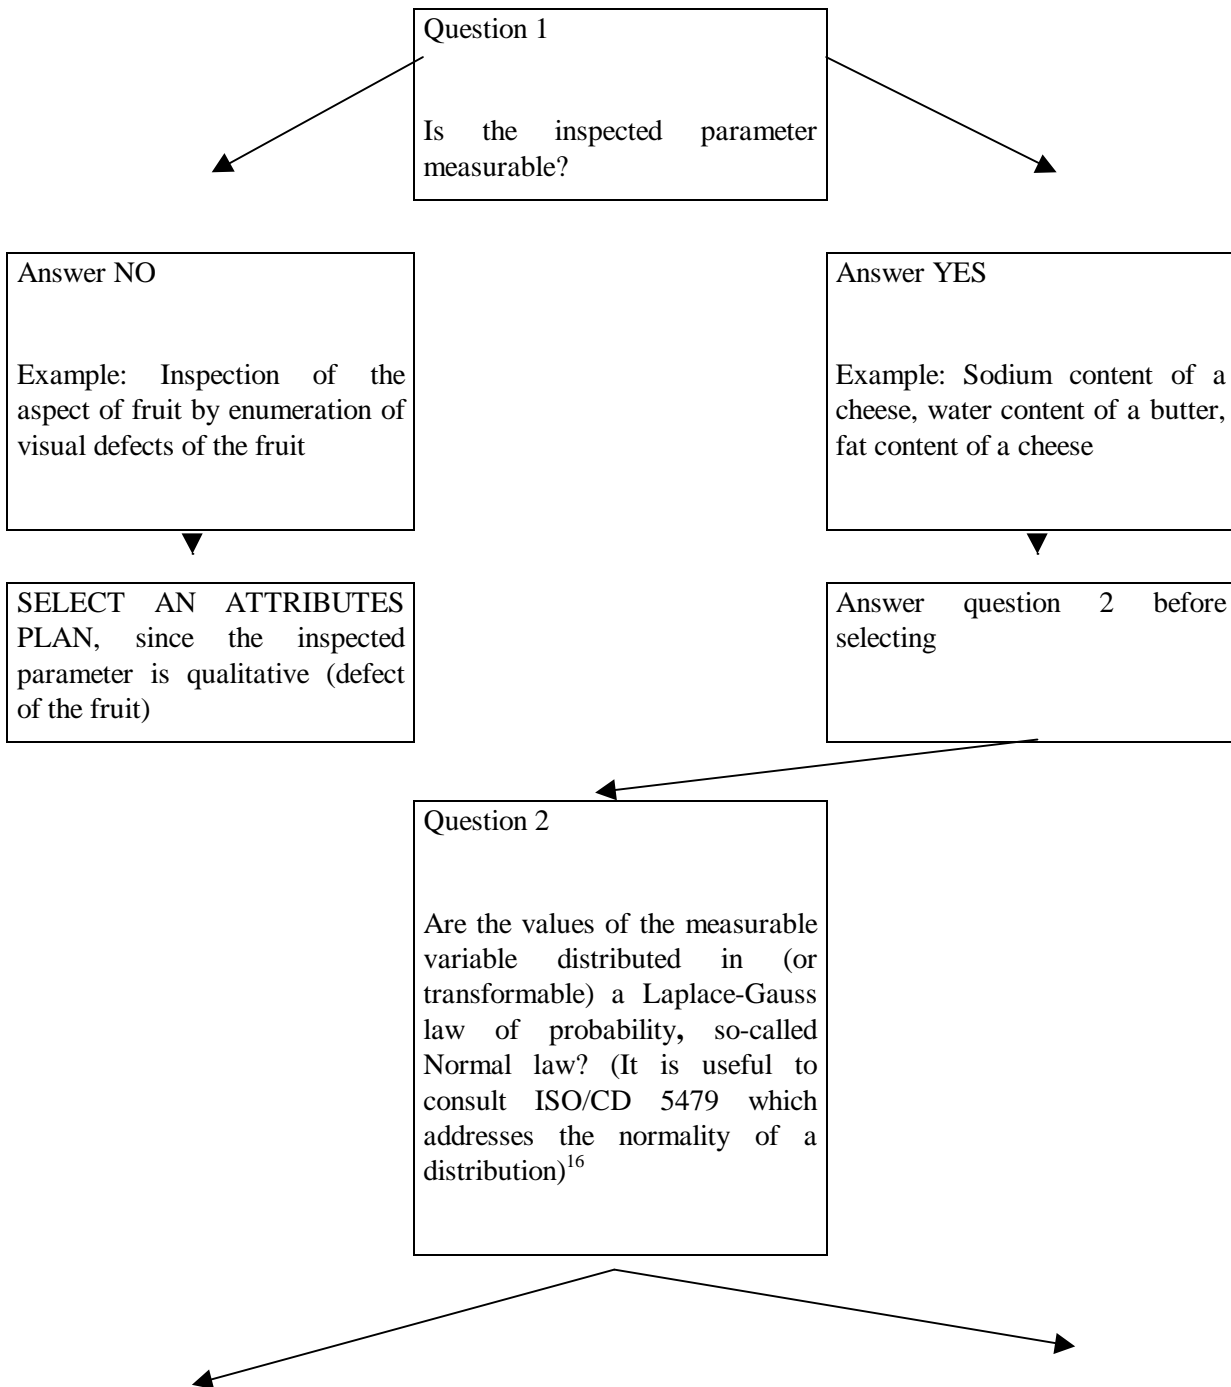 Question 1
Is the inspected parameter
measurable?
Answer NO
Example: Inspection of the
aspect of fruit by enumeration of
visual defects of the fruit
Answer YES
Example: Sodium content of a
cheese, water content of a butter,
fat content of a cheese
SELECT AN ATTRIBUTES
PLAN, since the inspected
parameter is qualitative (defect
of the fruit)
Answer question 2 before
selecting
Question 2
Are the values of the measurable
variable distributed in (or
transformable) a Laplace-Gauss
law of probability, so-called
Normal law? (It is useful to
consult ISO/CD 5479 which
addresses the normality of a
distribution)16